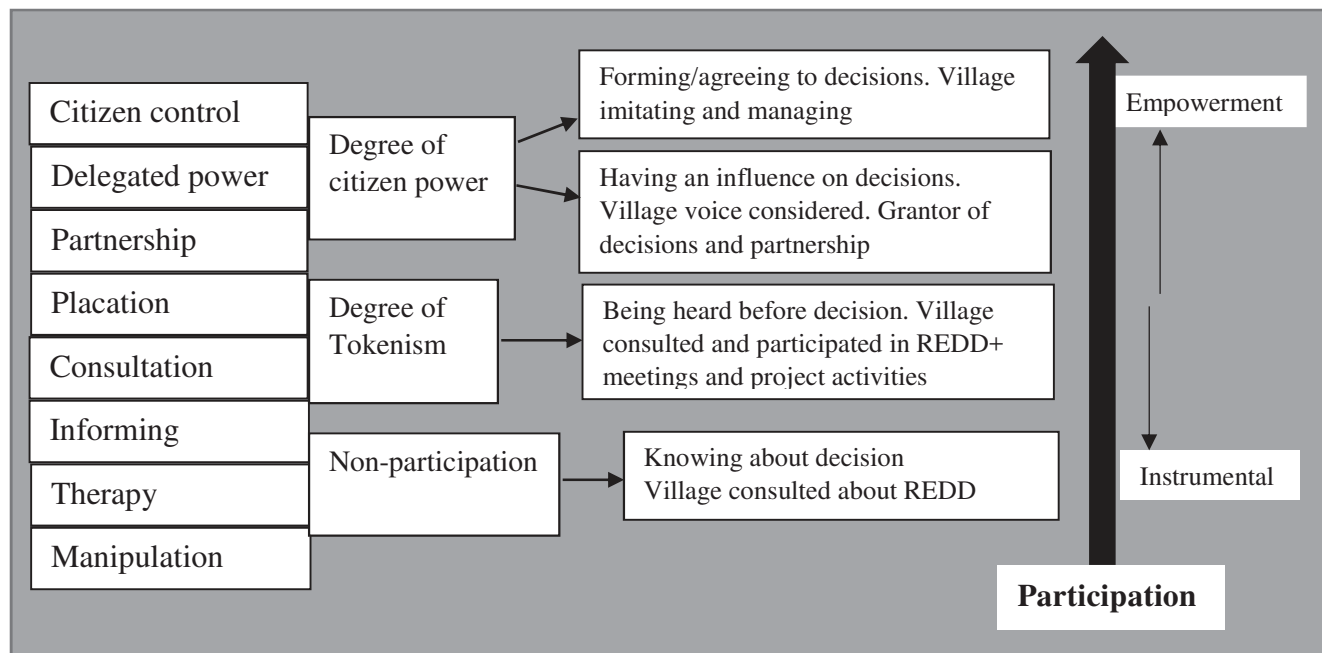 Citizen control
Delegated power
Partnership
Placation
Consultation
Informing
Therapy
Manipulation
Degree of
citizen power
Degree of
Tokenism
Non-participation
Forming/agreeing to decisions. Village
imitating and managing
Having an influence on decisions.
Village voice considered. Grantor of
decisions and partnership
Being heard before decision. Village
consulted and participated in REDD+
meetings and project activities
Knowing about decision
Village consulted about REDD
Empowerment
Instrumental
Participation